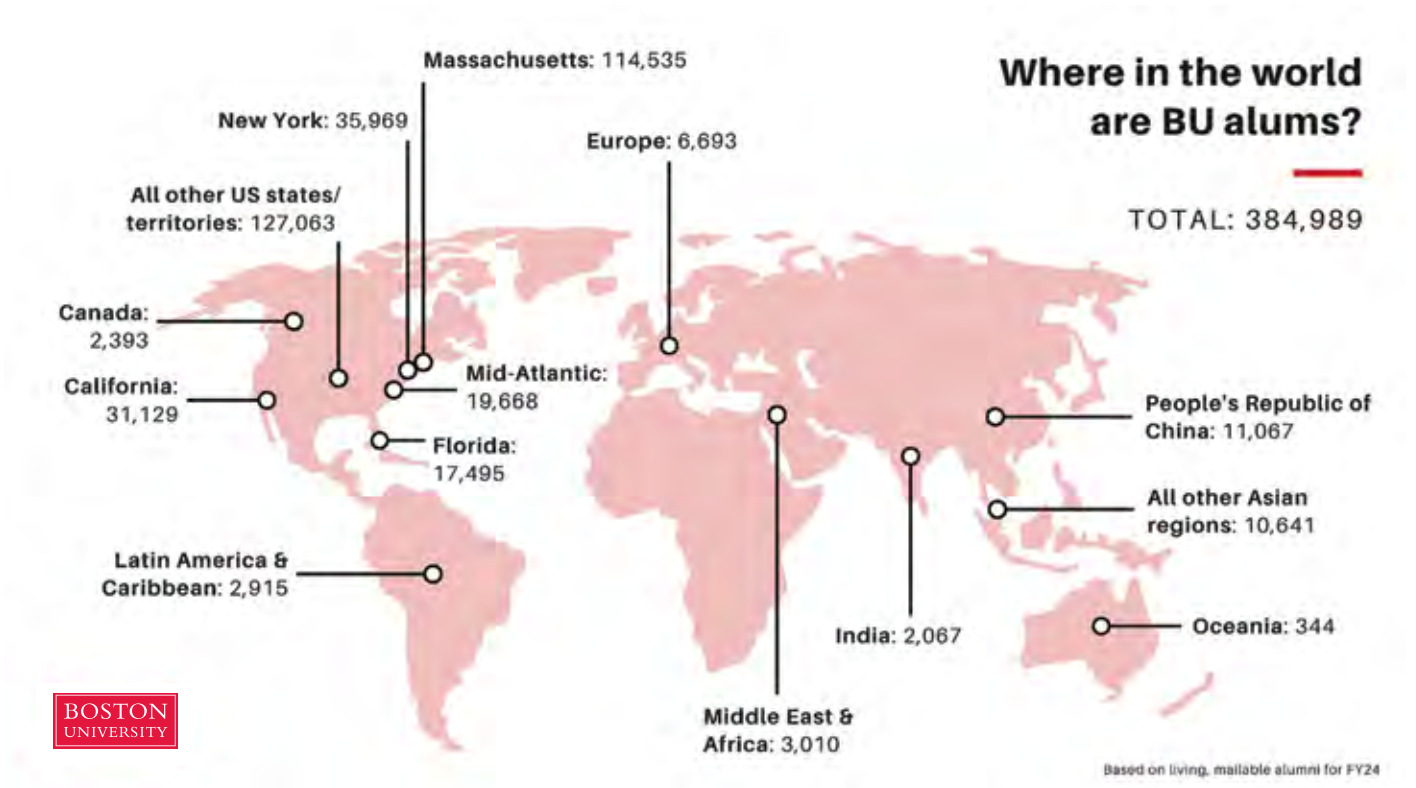 Where in the world
are BU alums?
TOTAL: 384,989
Massachusetts: 114,535
New York: 35,969
Europe: 6,693
All other US states/
territories: 127,063
Canada:
2,393
California:
31,129
Mid-Atlantic:
19,668
Florida:
17,495
People's Republic of
China: 11,067
All other Asian
regions: 10,641
Latin America &
Caribbean: 2,915
India: 2,067
Oceania: 344
Middle East &
Africa: 3,010
BOSTON
UNIVERSITY
Based on living, mailable alumni for FY24